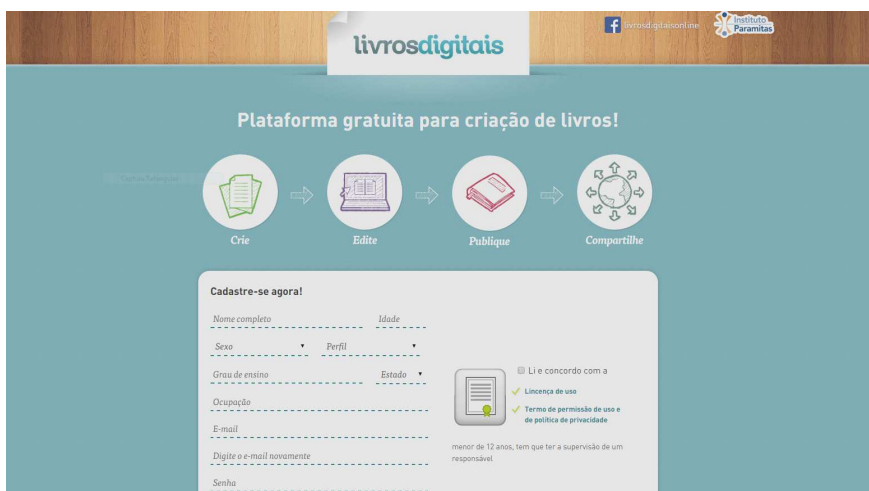 livrosdigitais
livrosdigitaisonline
Instituto
Paramitas
Plataforma gratuita para criação de livros!
Crie
Edite
Publique
Compartilhe
Cadastre-se agora!
Nome completo
Idade
Sexo
Perfil
Grau de ensino
Estado
Ocupação
E-mail
Digite o e-mail novamente
Senha
Li e concordo com a
Lincença de uso
Termo de permissão de uso e
de política de privacidade
menor de 12 anos, tem que ter a supervisão de um
responsável